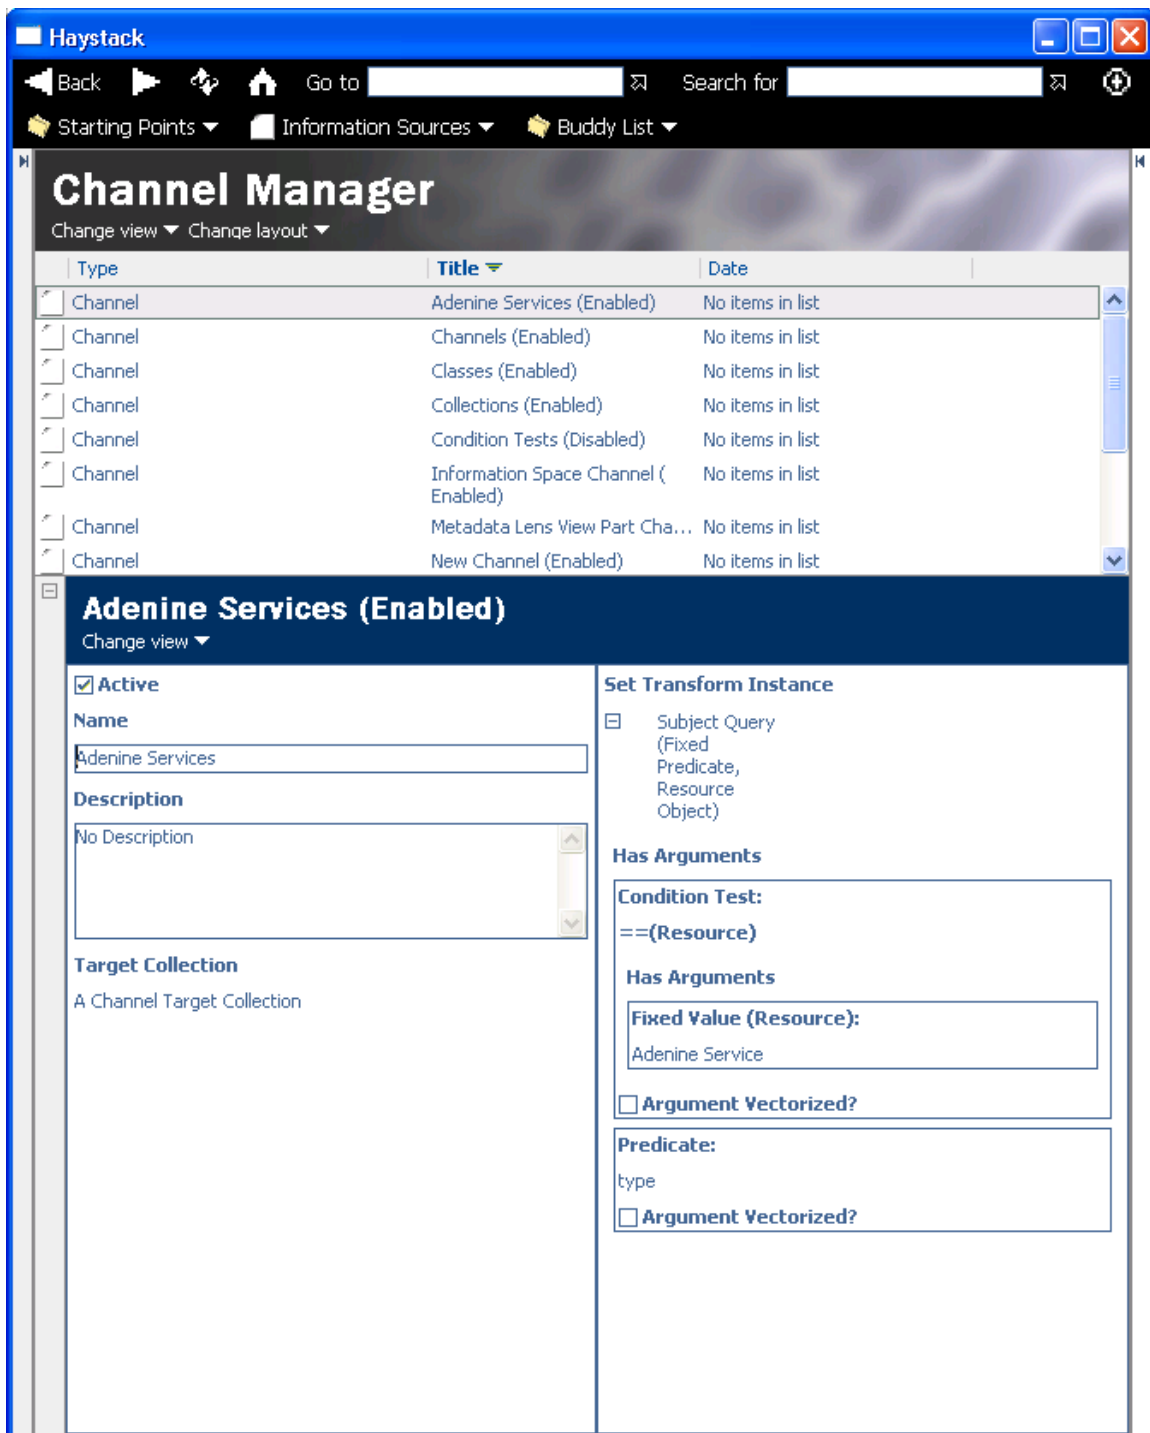 Haystack
Back Go to Search for
Starting Points Information Sources Buddy List
Channel Manager
Change view Change layout
Type Title Date
Channel Adenine Services (Enabled) No items in list
Channel Channels (Enabled) No items in list
Channel Classes (Enabled) No items in list
Channel Collections (Enabled) No items in list
Channel Condition Tests (Disabled) No items in list
Channel Information Space Channel ( No items in list
Enabled)
Channel Metadata Lens View Part Cha... No items in list
Channel New Channel (Enabled) No items in list
Adenine Services (Enabled)
Change view
Active
Name
Adenine Services
Description
No Description
Target Collection
A Channel Target Collection
Set Transform Instance
Subject Query
(Fixed
Predicate,
Resource
Object)
Has Arguments
Condition Test:
==(Resource)
Has Arguments
Fixed Value (Resource):
Adenine Service
Argument Vectorized?
Predicate:
type
Argument Vectorized?